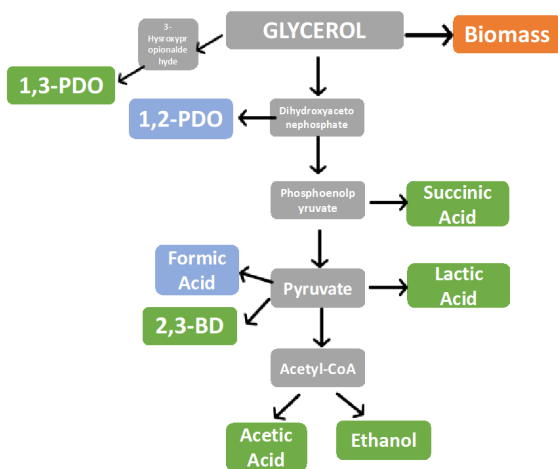 3-
Hysroxypr
opionalde
hyde
GLYCEROL
Biomass
1,3-PDO
1,2-PDO
Dihydroxyaceto
nephosphate
Phosphoenolp
yruvate
Succinic
Acid
Formic
Acid
Pyruvate
Lactic
Acid
2,3-BD
Acetyl-CoA
Acetic
Acid
Ethanol